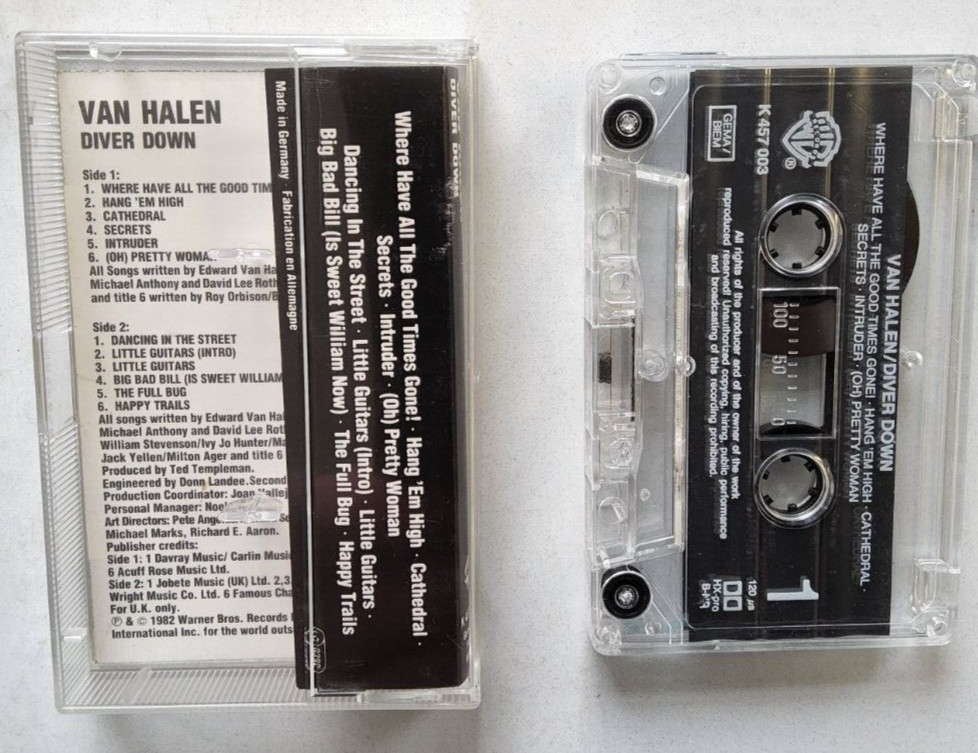 VAN HALEN
DIVER DOWN
Side 1:
1. WHERE HAVE ALL THE GOOD TIM
2. HANG 'EM HIGH
3. CATHEDRAL
4. SECRETS
5. INTRUDER
6. (OH) PRETTY WOMA
All Songs written by Edward Van Ha
Michael Anthony and David Lee Roth
and title 6 written by Roy Orbison/B
Side 2:
1. DANCING IN THE STREET
2. LITTLE GUITARS (INTRO)
3. LITTLE GUITARS
4. BIG BAD BILL (IS SWEET WILLIAM
5. THE FULL BUG
6. HAPPY TRAILS
All songs written by Edward Van Hal
Michael Anthony and David Lee Rot
William Stevenson/Ivy Jo Hunter/Ma
Jack Yellen/Milton Ager and title 6
Produced by Ted Templeman.
Engineered by Donn Landee. Second
Production Coordinator: Joan
Personal Manager: Noel
Art Directors: Pete Ange
Michael Marks, Richard E. Aaron.
Publisher credits:
Side 1: 1 Davray Music/ Carlin Music
6 Acuff Rose Music Ltd.
Side 2: 1 Jobete Music (UK) Ltd. 2,3
Wright Music Co. Ltd. 6 Famous Cha
For U.K. only.
℗ & © 1982 Warner Bros. Records
International Inc. for the world outs
Made in Germany · Fabrication en Allemagne
DIVER DOWN
Where Have All The Good Times Gone! · Hang 'Em High · Cathedral ·
Secrets · Intruder · (Oh) Pretty Woman
Dancing In The Street · Little Guitars (Intro) · Little Guitars ·
Big Bad Bill (Is Sweet William Now) · The Full Bug · Happy Trails
VAN HALEN/DIVER DOWN
WHERE HAVE ALL THE GOOD TIMES GONE! · HANG 'EM HIGH · CATHEDRAL ·
SECRETS · INTRUDER · (OH) PRETTY WOMAN
K 457 003
GEMA/
BIEM
100 50 0
1
120 µs
HX-PRO
B-NR
All rights of the producer and of the owner of the work
reproduced reserved! Unauthorized copying, hiring, public performance
and broadcasting of this recording prohibited.